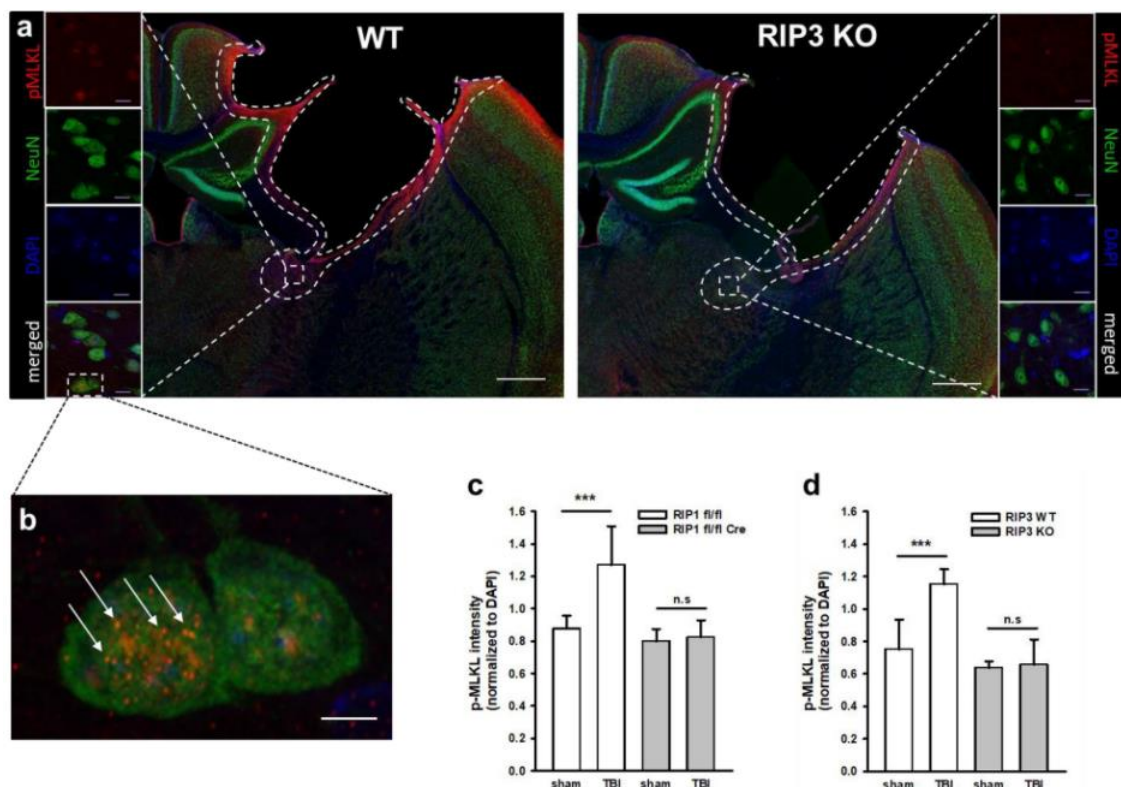 a
WT
RIP3 KO
pMLKL
NeuN
DAPI
merged
pMLKL
NeuN
DAPI
merged
b
c
***
RIP1 fl/fl
RIP1 fl/fl Cre
n.s
p-MLKL intensity
(normalized to DAPI)
1.6
1.4
1.2
1.0
0.8
0.6
0.4
0.2
0.0
sham TBI sham TBI
d
***
RIP3 WT
RIP3 KO
n.s
p-MLKL intensity
(normalized to DAPI)
1.6
1.4
1.2
1.0
0.8
0.6
0.4
0.2
0.0
sham TBI sham TBI